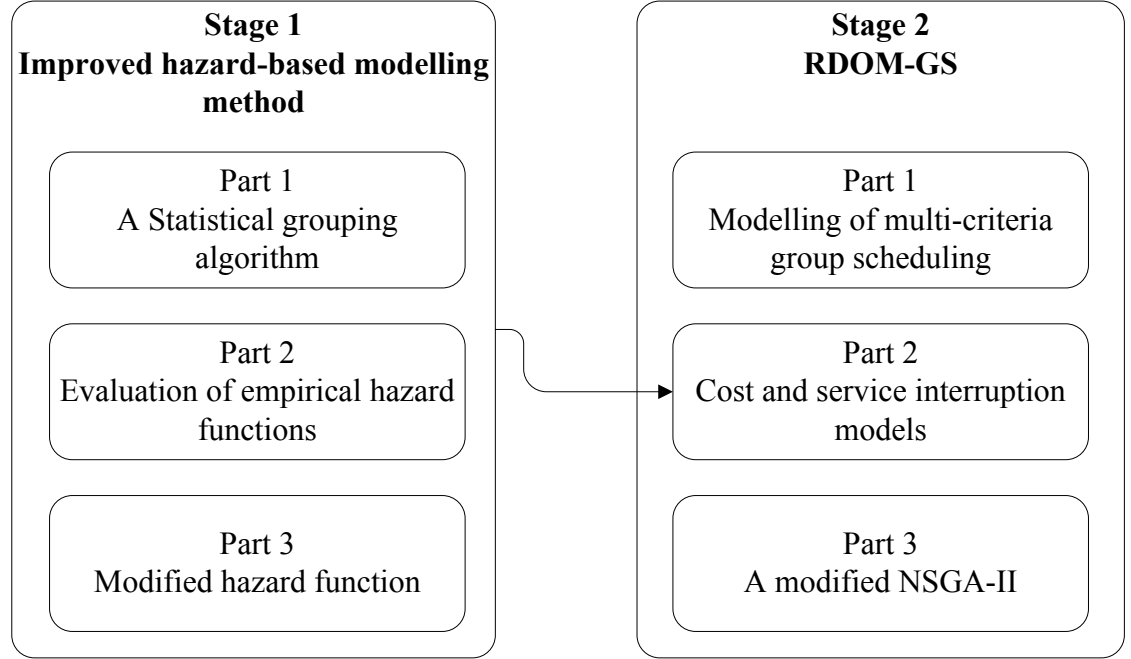 Stage 1
Improved hazard-based modelling
method
Part 1
A Statistical grouping
algorithm
Part 2
Evaluation of empirical hazard
functions
Part 3
Modified hazard function
Stage 2
RDOM-GS
Part 1
Modelling of multi-criteria
group scheduling
Part 2
Cost and service interruption
models
Part 3
A modified NSGA-II